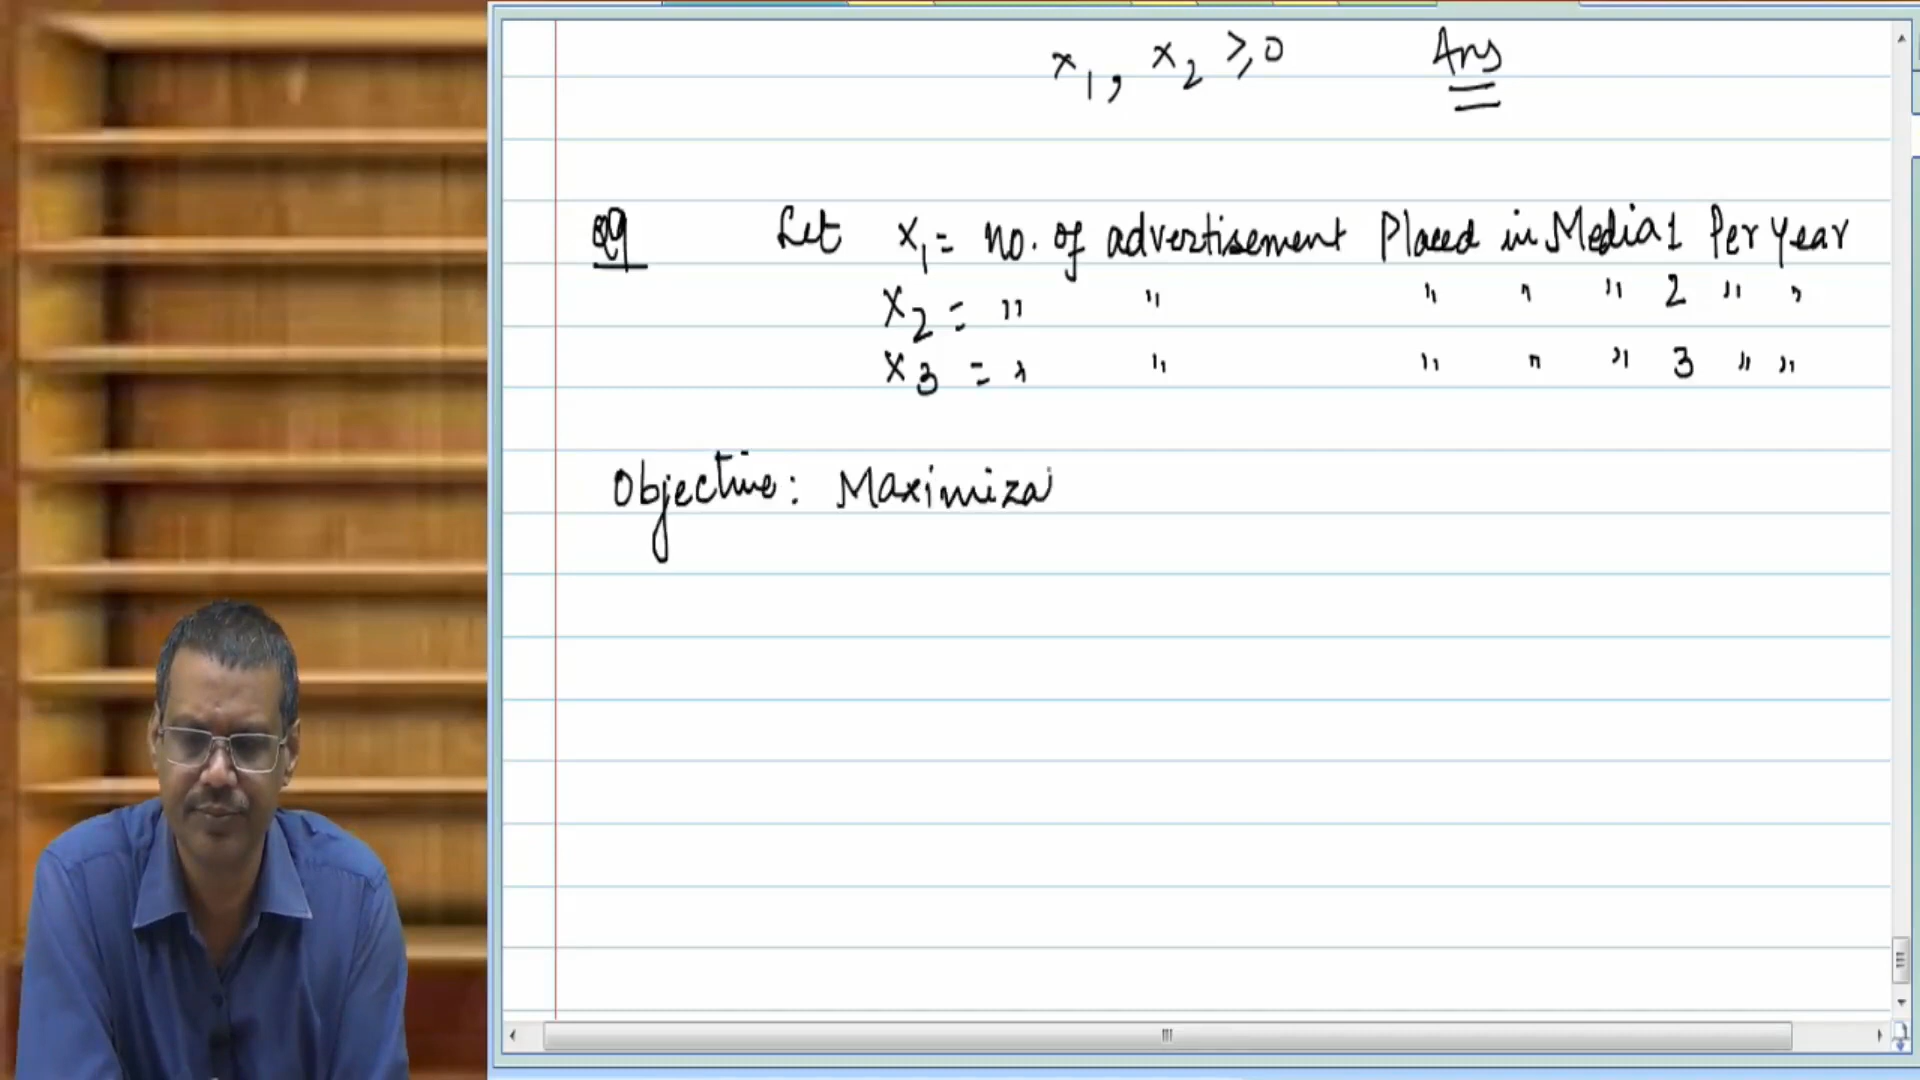 x1, x2 ≥, 0 Ans
Q9 Let x1 = no. of advertisement Placed in Media 1 Per year
x2 = " " " " " 2 " "
x3 = " " " " " 3 " "
Objective: Maximiza